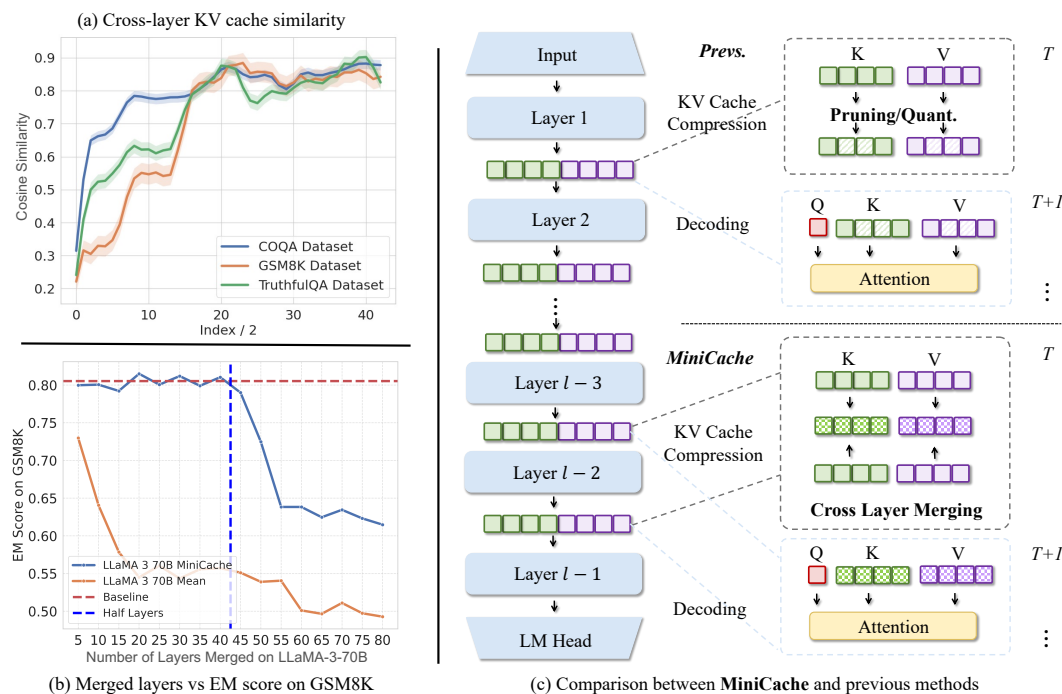 (a) Cross-layer KV cache similarity
0.9
0.8
0.7
0.6
0.5
0.4
0.3
0.2
Cosine Similarity
COQA Dataset
GSM8K Dataset
TruthfulQA Dataset
0 10 20 30 40
Index / 2
0.80
0.75
0.70
0.65
0.60
0.55
0.50
EM Score on GSM8K
LLaMA 3 70B MiniCache
LLaMA 3 70B Mean
Baseline
Half Layers
5 10 15 20 25 30 35 40 45 50 55 60 65 70 75 80
Number of Layers Merged on LLaMA-3-70B
(b) Merged layers vs EM score on GSM8K
Input
Layer 1
Layer 2
Layer l − 3
Layer l − 2
Layer l − 1
LM Head
Prevs.
KV Cache
Compression
K V
T
Pruning/Quant.
Decoding
Q K V
T+1
Attention
MiniCache
KV Cache
Compression
K V
T
Cross Layer Merging
Decoding
Q K V
T+1
Attention
(c) Comparison between MiniCache and previous methods